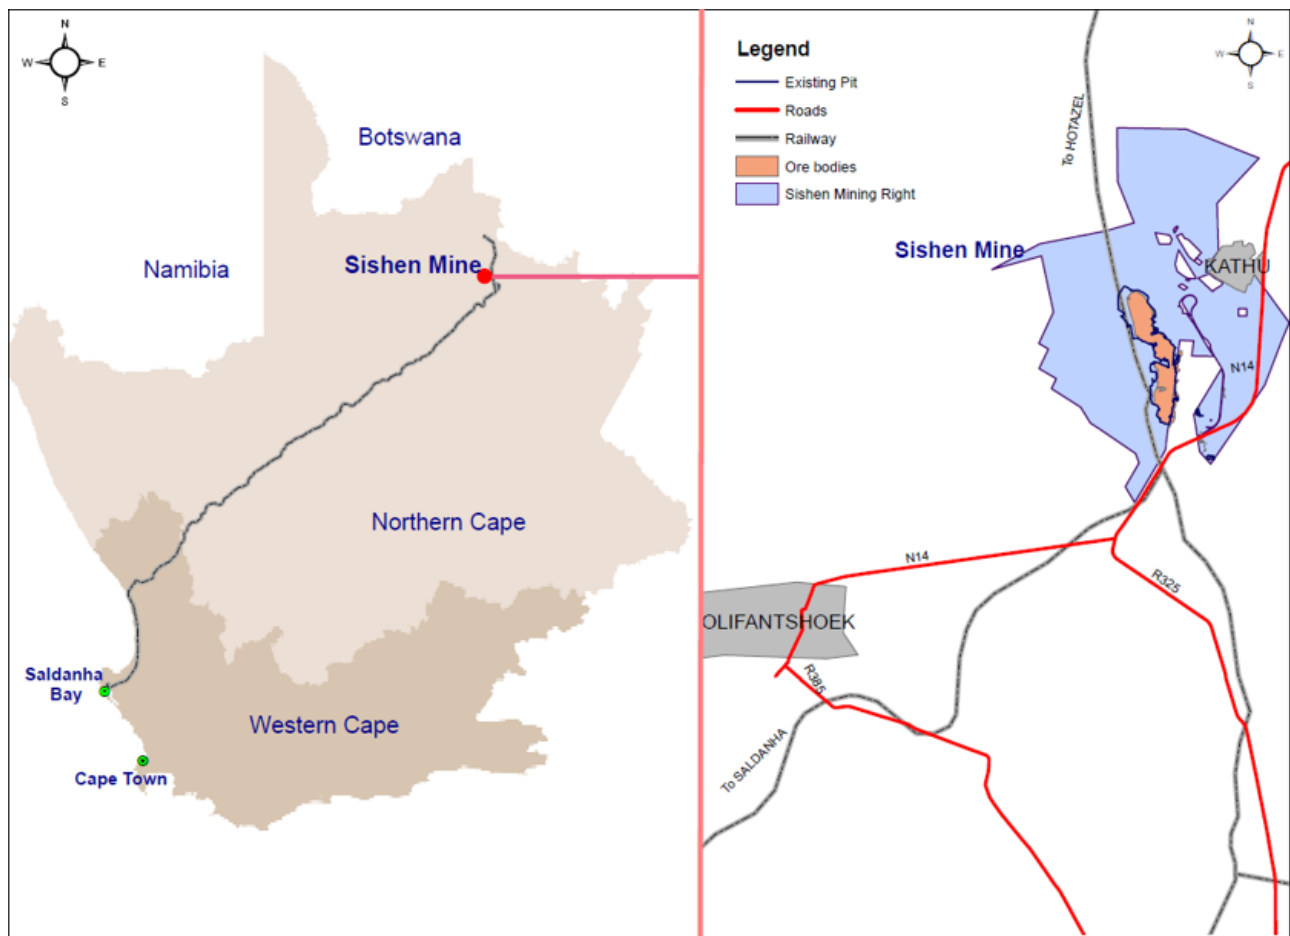 N
W
E
S
Botswana
Namibia
Sishen Mine
Northern Cape
Saldanha
Bay
Western Cape
Cape Town
Legend
Existing Pit
Roads
Railway
Ore bodies
Sishen Mining Right
N
W
E
S
To HOTAZEL
Sishen Mine
KATHU
N14
N14
R325
OLIFANTSHOEK
R385
To SALDANHA